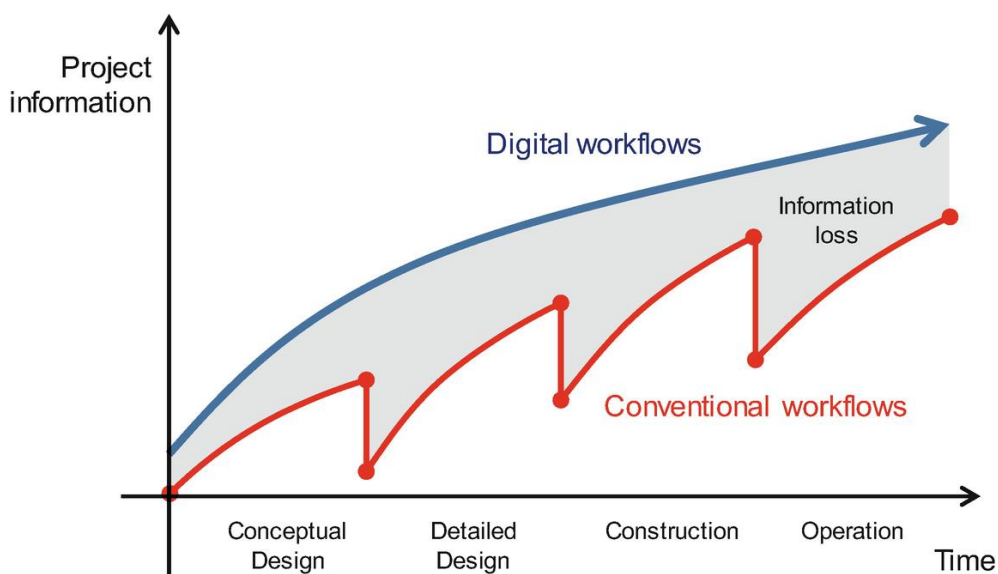 Project
information
Digital workflows
Information
loss
Conventional workflows
Conceptual
Design
Detailed
Design
Construction
Operation
Time